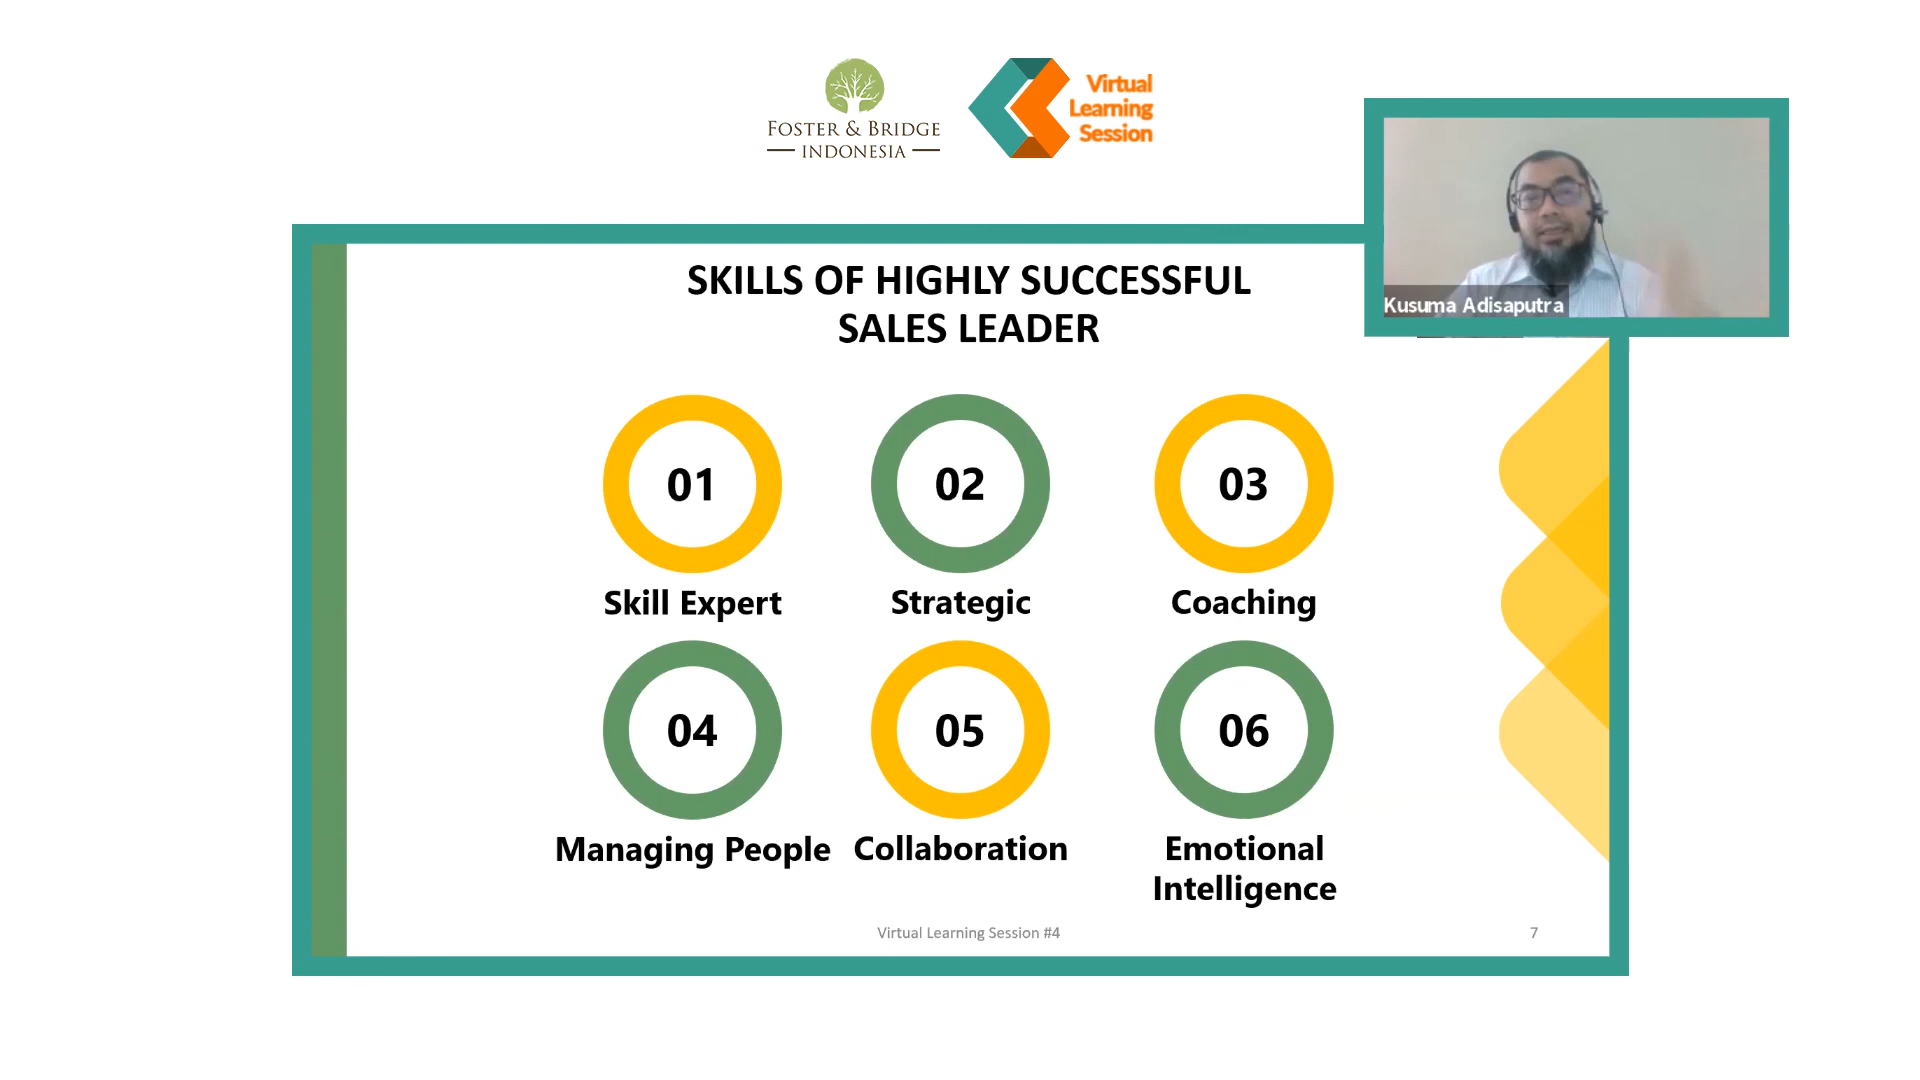 FOSTER & BRIDGE
INDONESIA
Virtual
Learning
Session
Kusuma Adisaputra
SKILLS OF HIGHLY SUCCESSFUL
SALES LEADER
01
02
03
Skill Expert
Strategic
Coaching
04
05
06
Managing People
Collaboration
Emotional
Intelligence
Virtual Learning Session #4
7